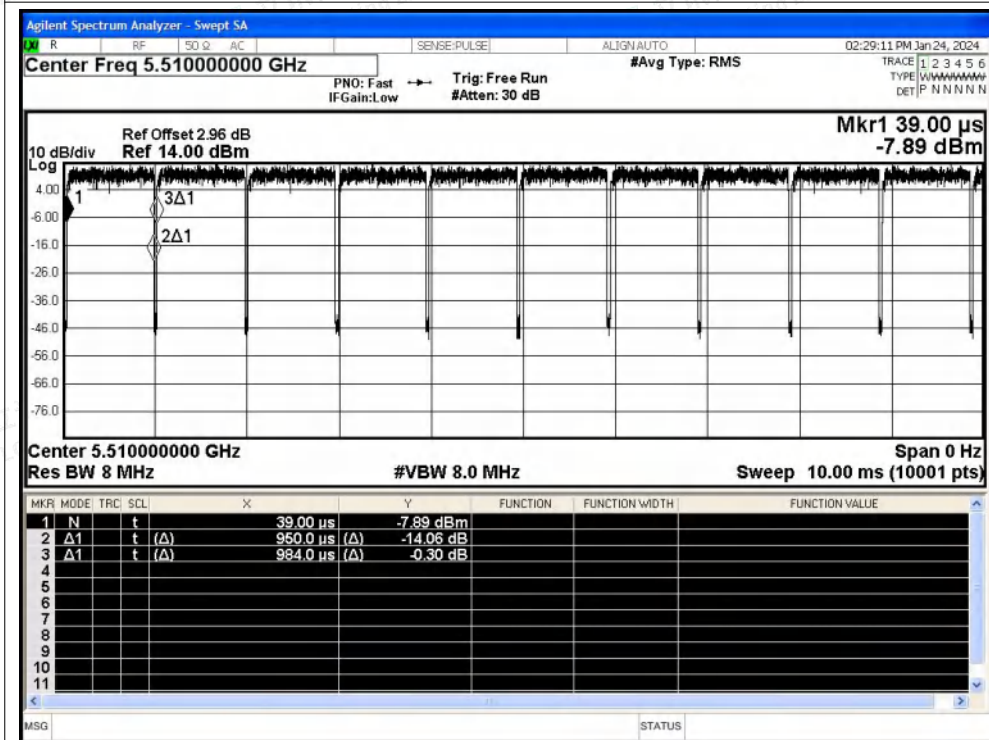 Agilent Spectrum Analyzer - Swept SA
LXI R RF 50 Ω AC SENSE:PULSE ALIGN AUTO 02:29:11 PM Jan 24, 2024
Center Freq 5.510000000 GHz #Avg Type: RMS TRACE 1 2 3 4 5 6
PNO: Fast Trig: Free Run TYPE WWWWWW
IFGain:Low #Atten: 30 dB DET P N N N N N
Mkr1 39.00 µs
Ref Offset 2.96 dB
10 dB/div Ref 14.00 dBm -7.89 dBm
Log
4.00
1 3Δ1
-6.00
2Δ1
-16.0
-26.0
-36.0
-46.0
-56.0
-66.0
-76.0
Center 5.510000000 GHz Span 0 Hz
Res BW 8 MHz #VBW 8.0 MHz Sweep 10.00 ms (10001 pts)
MKR MODE TRC SCL X Y FUNCTION FUNCTION WIDTH FUNCTION VALUE
1 N t 39.00 µs -7.89 dBm
2 Δ1 t (Δ) 950.0 µs (Δ) -14.06 dB
3 Δ1 t (Δ) 984.0 µs (Δ) -0.30 dB
4
5
6
7
8
9
10
11
MSG STATUS